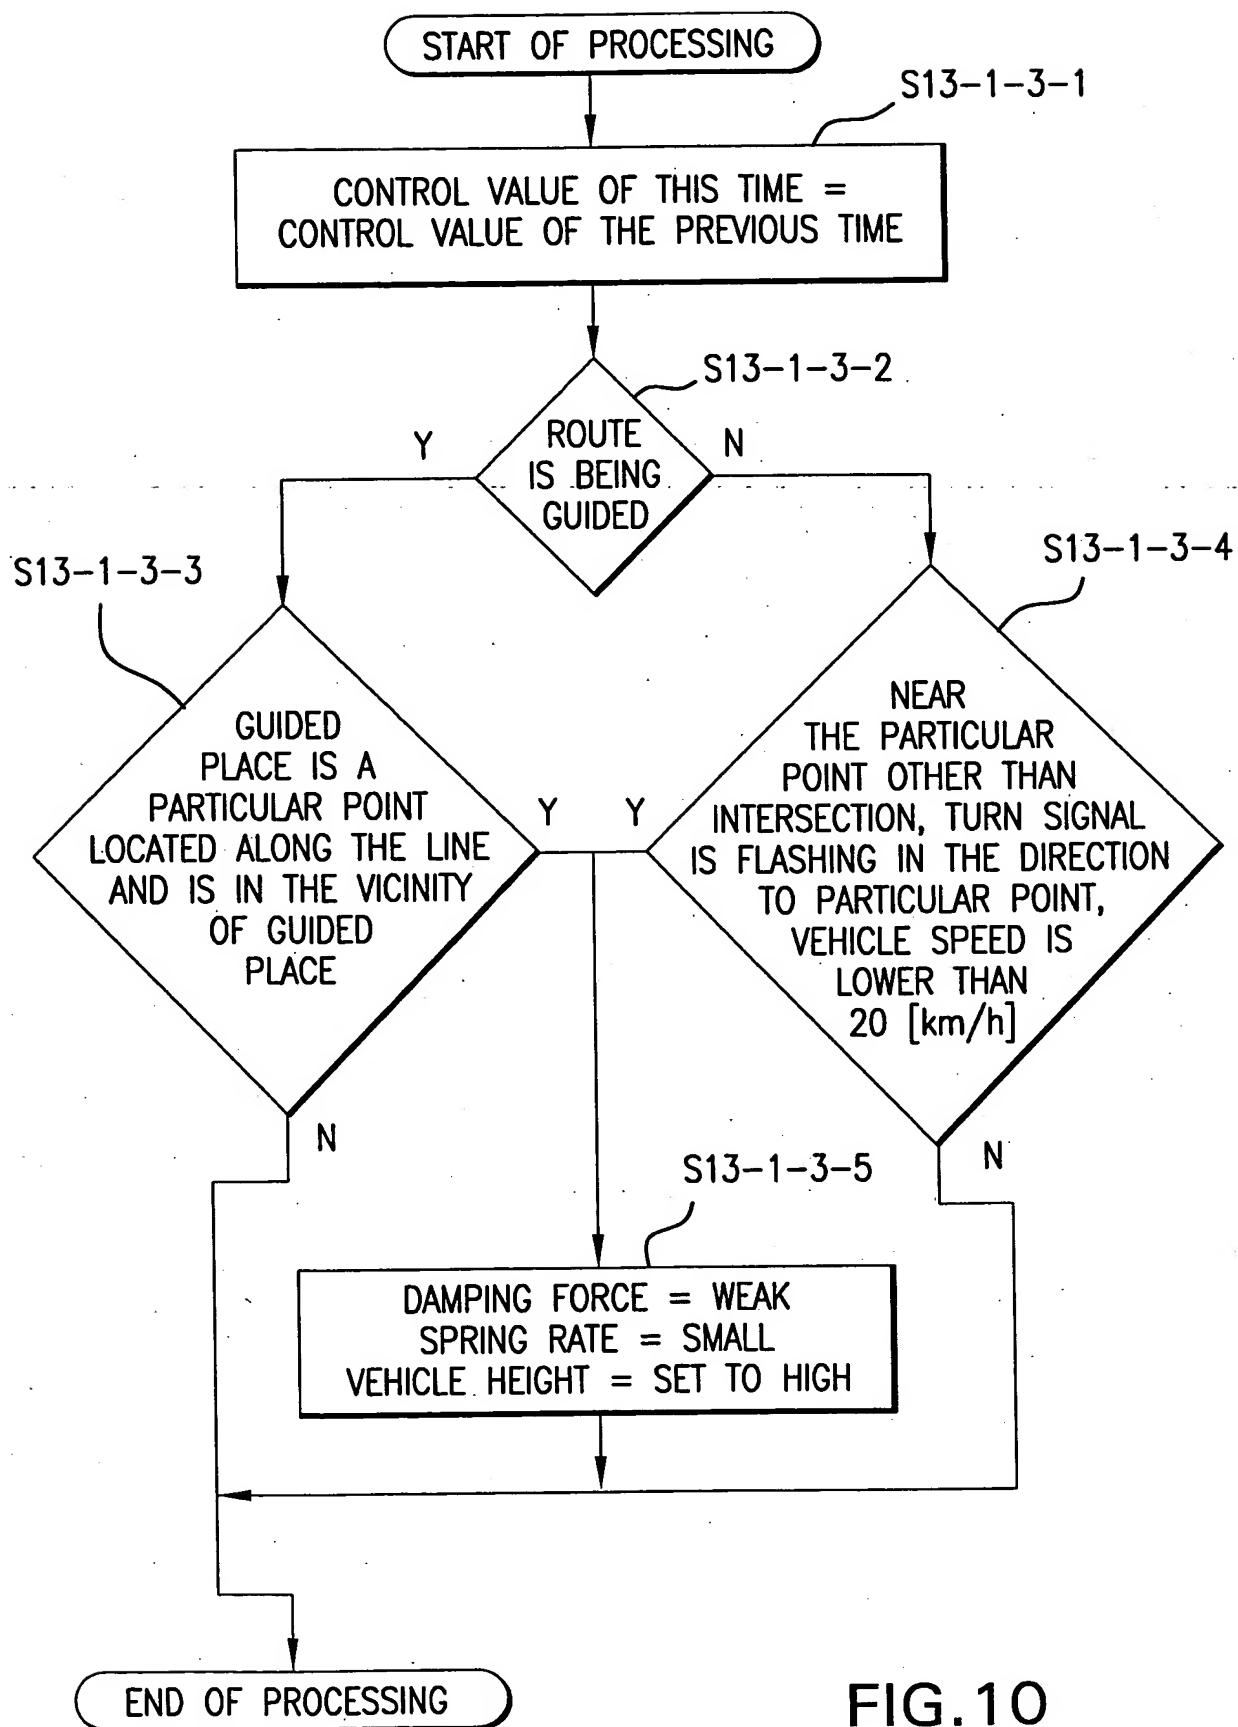 START OF PROCESSING
S13-1-3-1
CONTROL VALUE OF THIS TIME =
CONTROL VALUE OF THE PREVIOUS TIME
S13-1-3-2
ROUTE
IS BEING
GUIDED
Y
N
S13-1-3-3
GUIDED
PLACE IS A
PARTICULAR POINT
LOCATED ALONG THE LINE
AND IS IN THE VICINITY
OF GUIDED
PLACE
Y
N
S13-1-3-4
NEAR
THE PARTICULAR
POINT OTHER THAN
INTERSECTION, TURN SIGNAL
IS FLASHING IN THE DIRECTION
TO PARTICULAR POINT,
VEHICLE SPEED IS
LOWER THAN
20 [km/h]
Y
N
S13-1-3-5
DAMPING FORCE = WEAK
SPRING RATE = SMALL
VEHICLE HEIGHT = SET TO HIGH
END OF PROCESSING
FIG.10